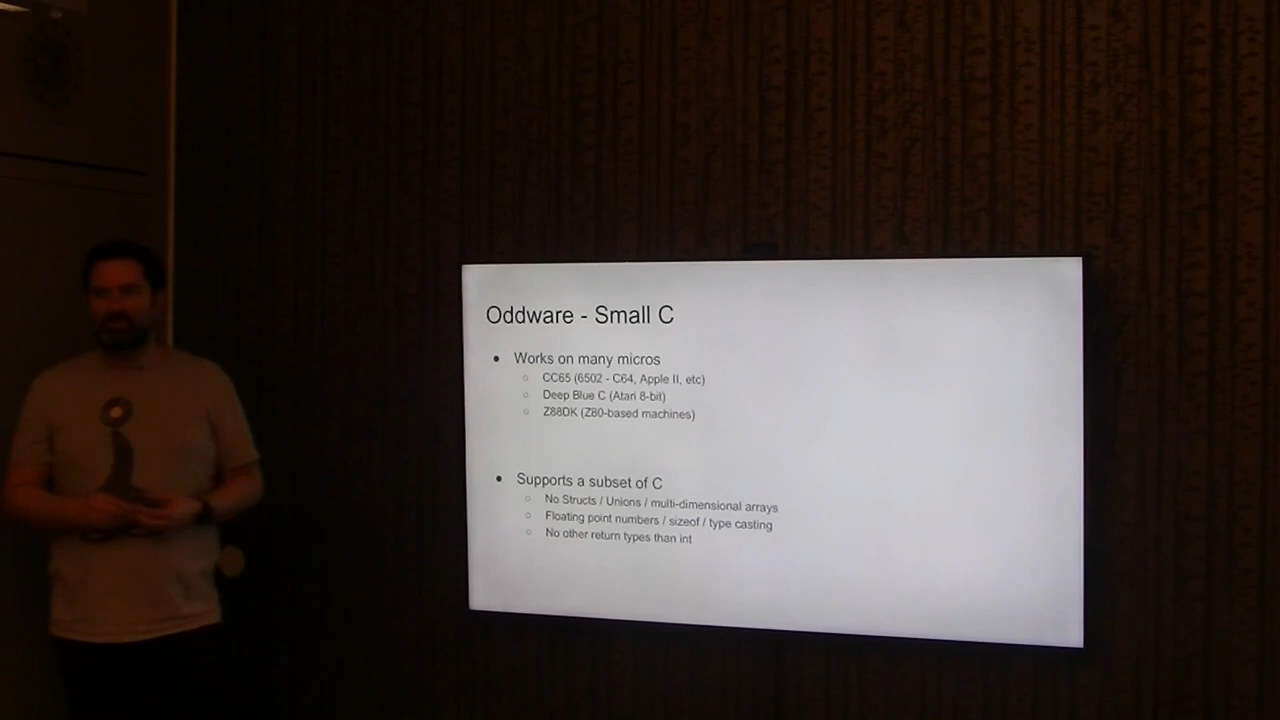 Oddware - Small C
● Works on many micros
○ CC65 (6502 - C64, Apple II, etc)
○ Deep Blue C (Atari 8-bit)
○ Z88DK (Z80-based machines)
● Supports a subset of C
○ No Structs / Unions / multi-dimensional arrays
○ Floating point numbers / sizeof / type casting
○ No other return types than int